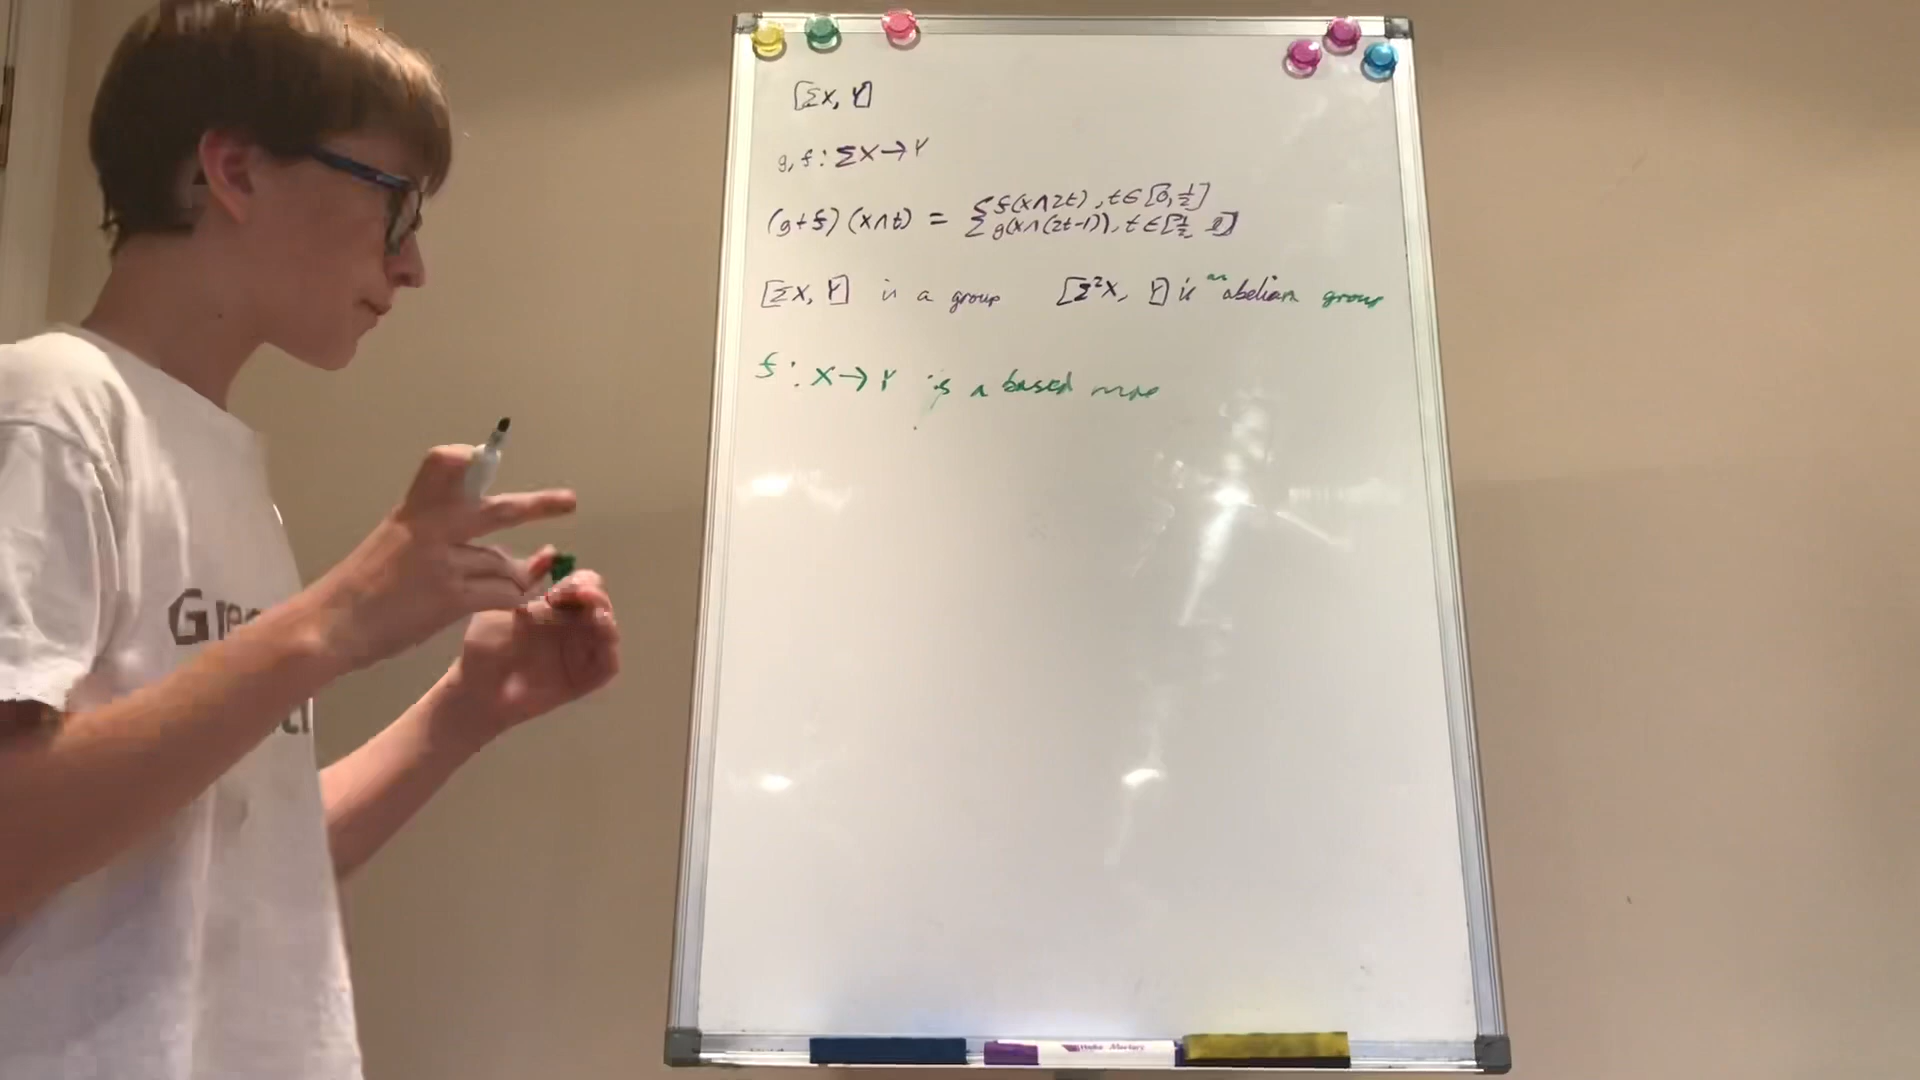 [ΣX, Y]
g, f : ΣX → Y
(g+f)(x∧t) = { f(x∧2t), t∈[0, 1/2]
g(x∧(2t-1)), t∈[1/2, 1]
[ΣX, Y] is a group [Σ²X, Y] is an abelian group
f : X → Y is a based map